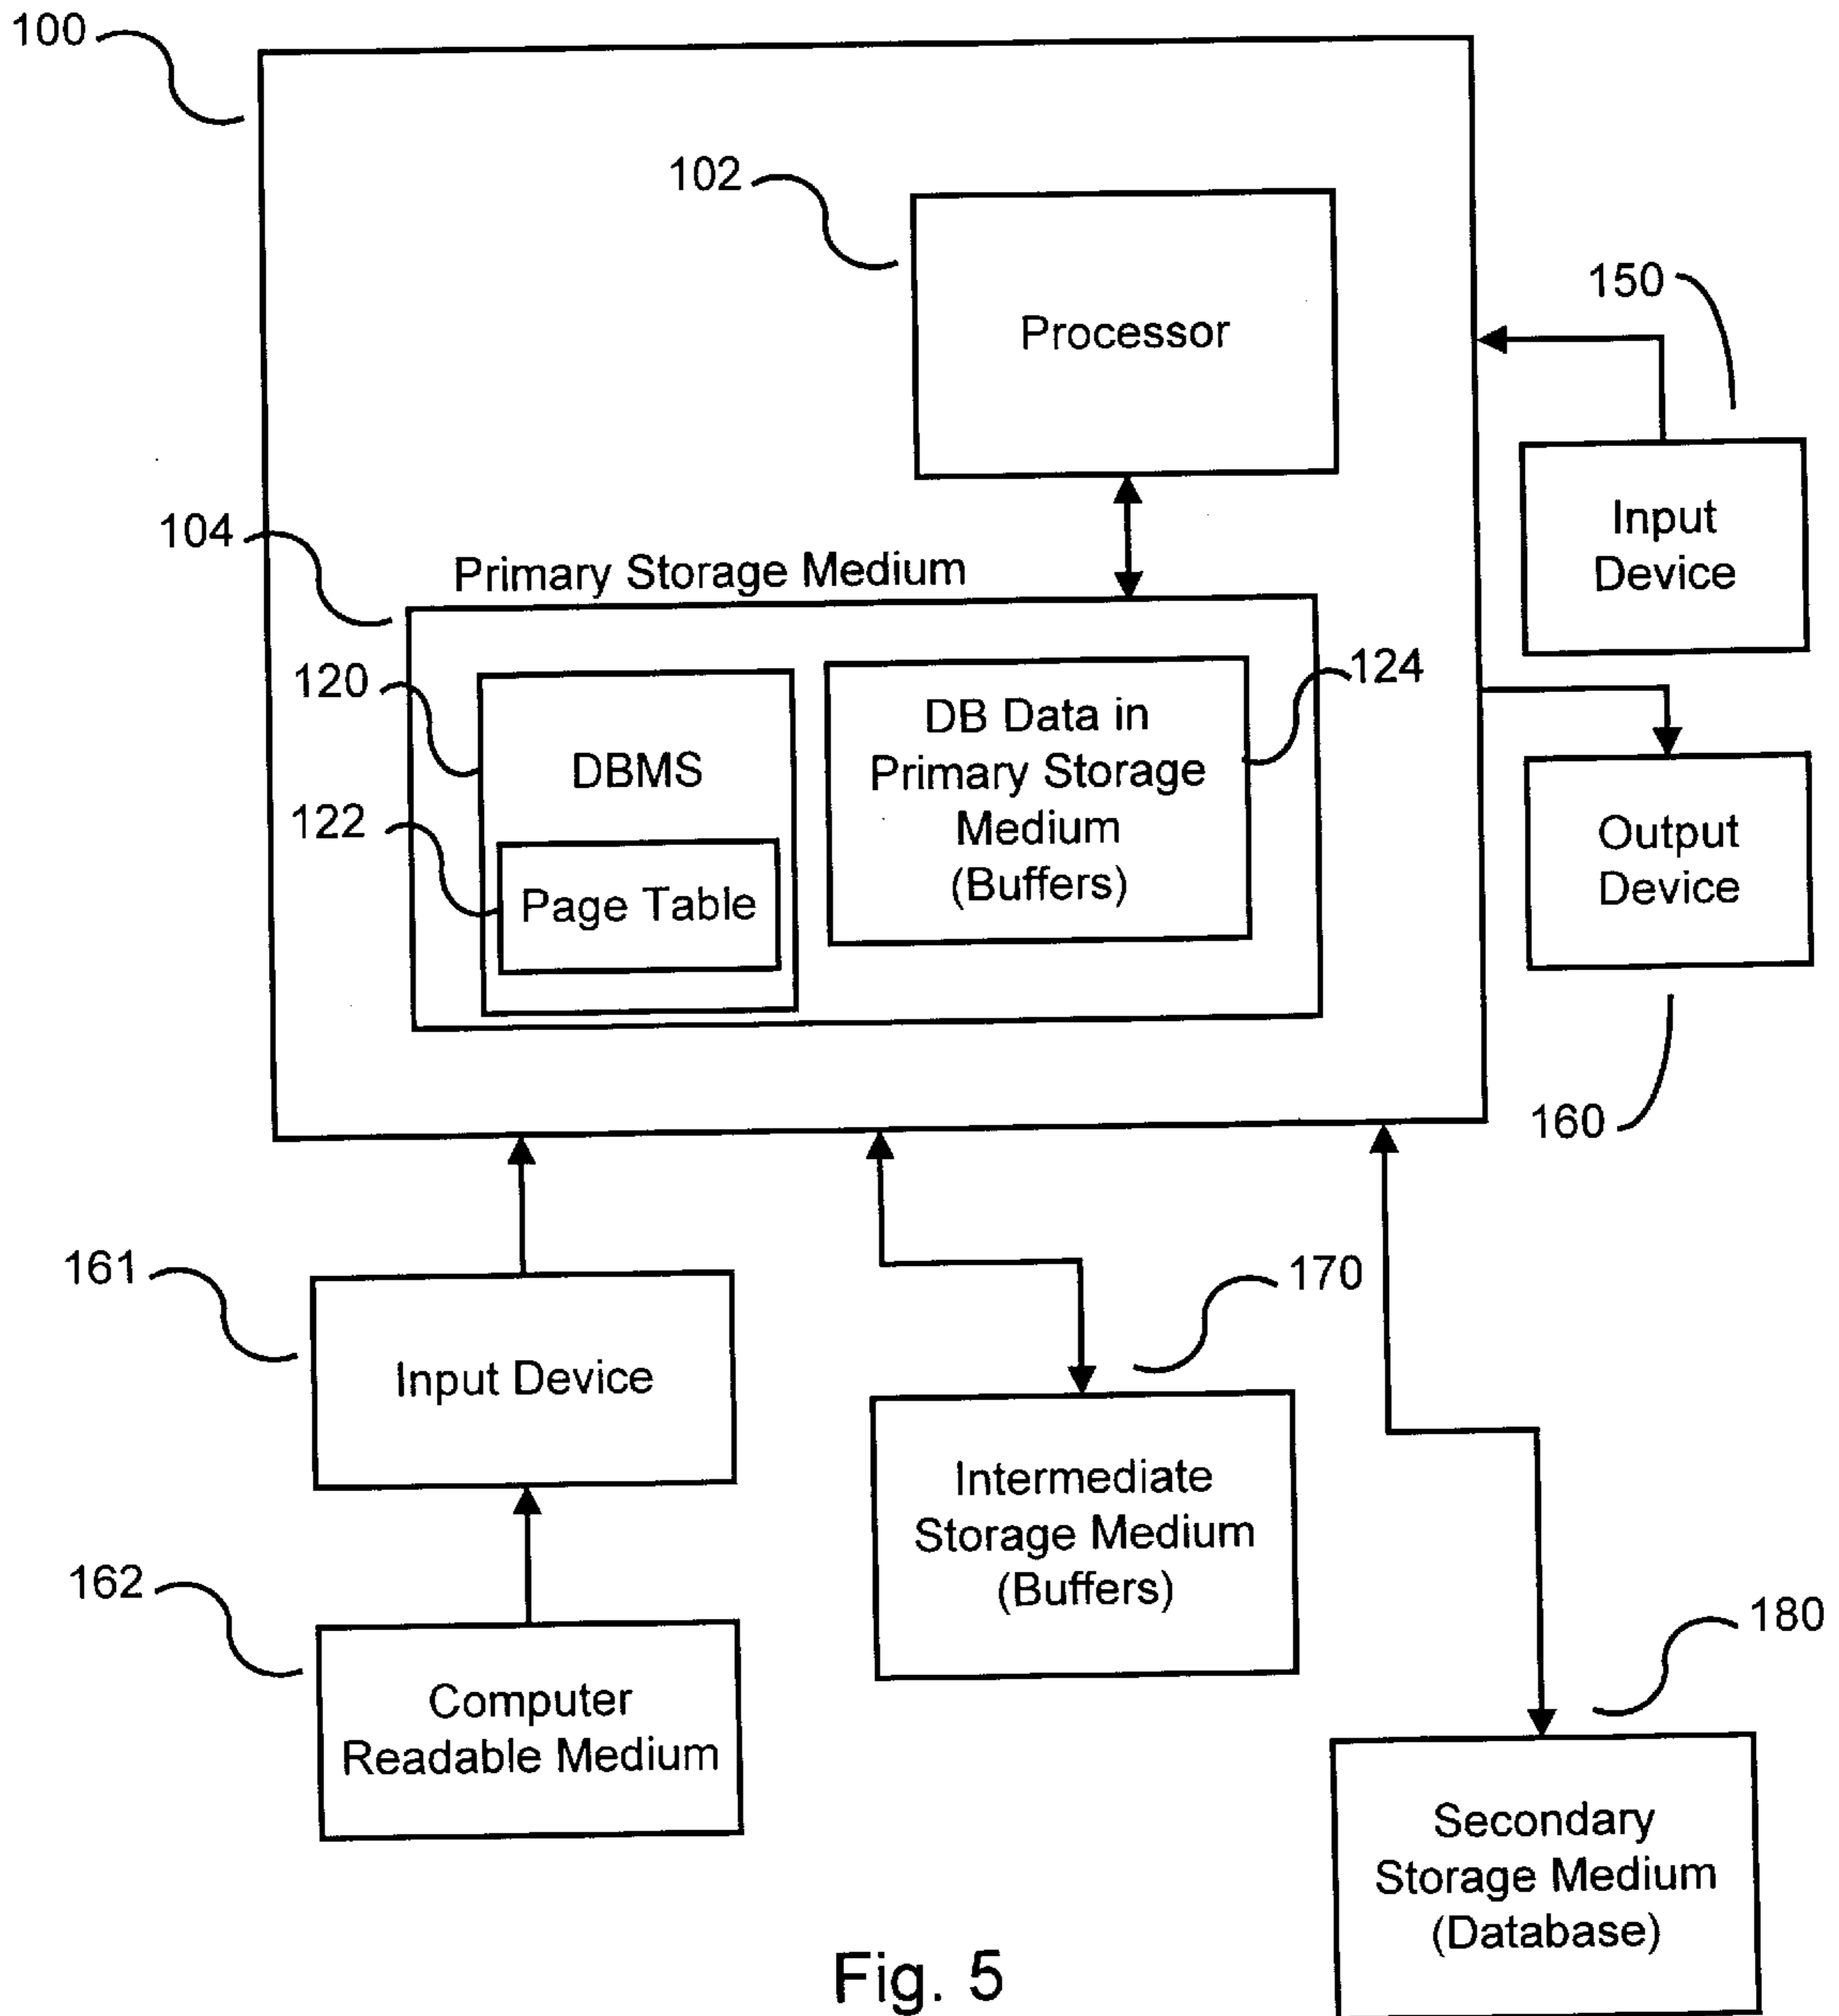 100
102
Processor
150
Input
Device
104
Primary Storage Medium
120
DBMS
122
Page Table
DB Data in
Primary Storage
Medium
(Buffers)
124
Output
Device
160
161
Input Device
170
Intermediate
Storage Medium
(Buffers)
162
Computer
Readable Medium
180
Secondary
Storage Medium
(Database)
Fig. 5